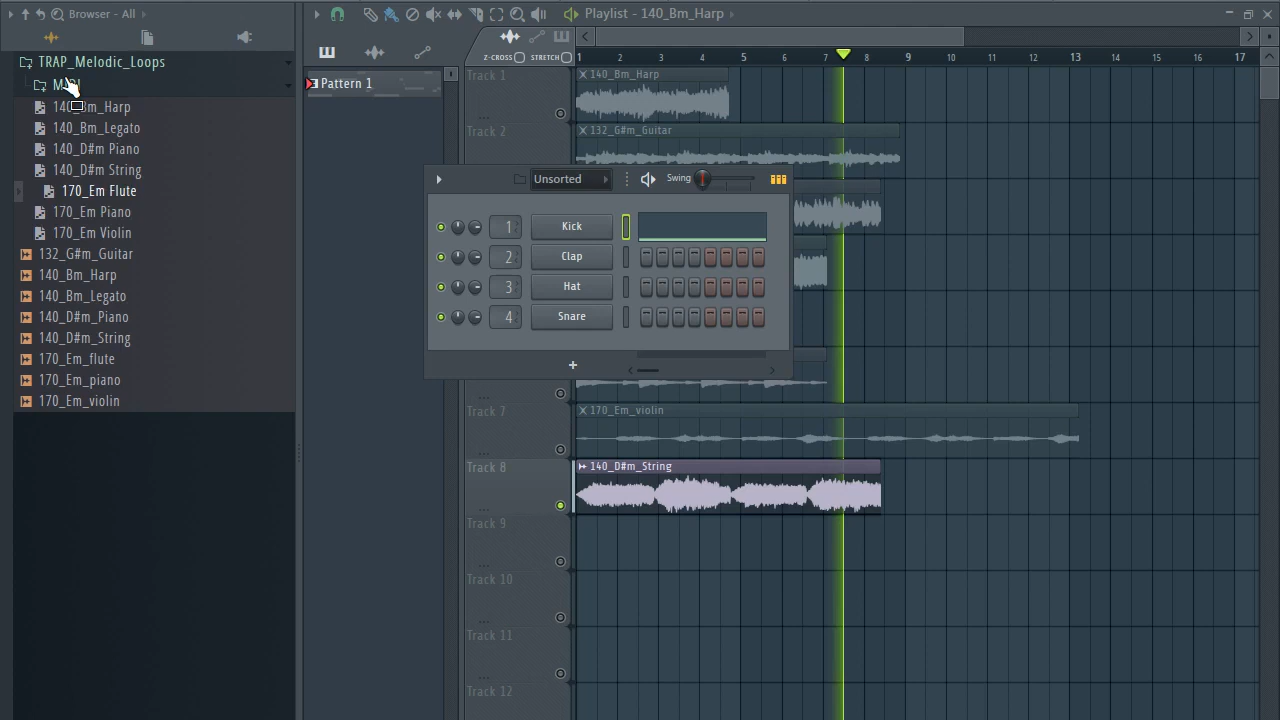 Browser - All
Playlist - 140_Bm_Harp
TRAP_Melodic_Loops
140_Bm_Harp
140_Bm_Legato
140_D#m Piano
140_D#m String
170_Em Flute
170_Em Piano
170_Em Violin
132_G#m_Guitar
140_Bm_Harp
140_Bm_Legato
140_D#m_Piano
140_D#m_String
170_Em_flute
170_Em_piano
170_Em_violin
Pattern 1
Z-CROSS
STRETCH
1 2 3 4 5 6 7 8 9 10 11 12 13 14 15 16 17
Track 1
140_Bm_Harp
Track 2
132_G#m_Guitar
Unsorted
Swing
1 Kick
2 Clap
3 Hat
4 Snare
Track 7
170_Em_violin
Track 8
140_D#m_String
Track 9
Track 10
Track 11
Track 12